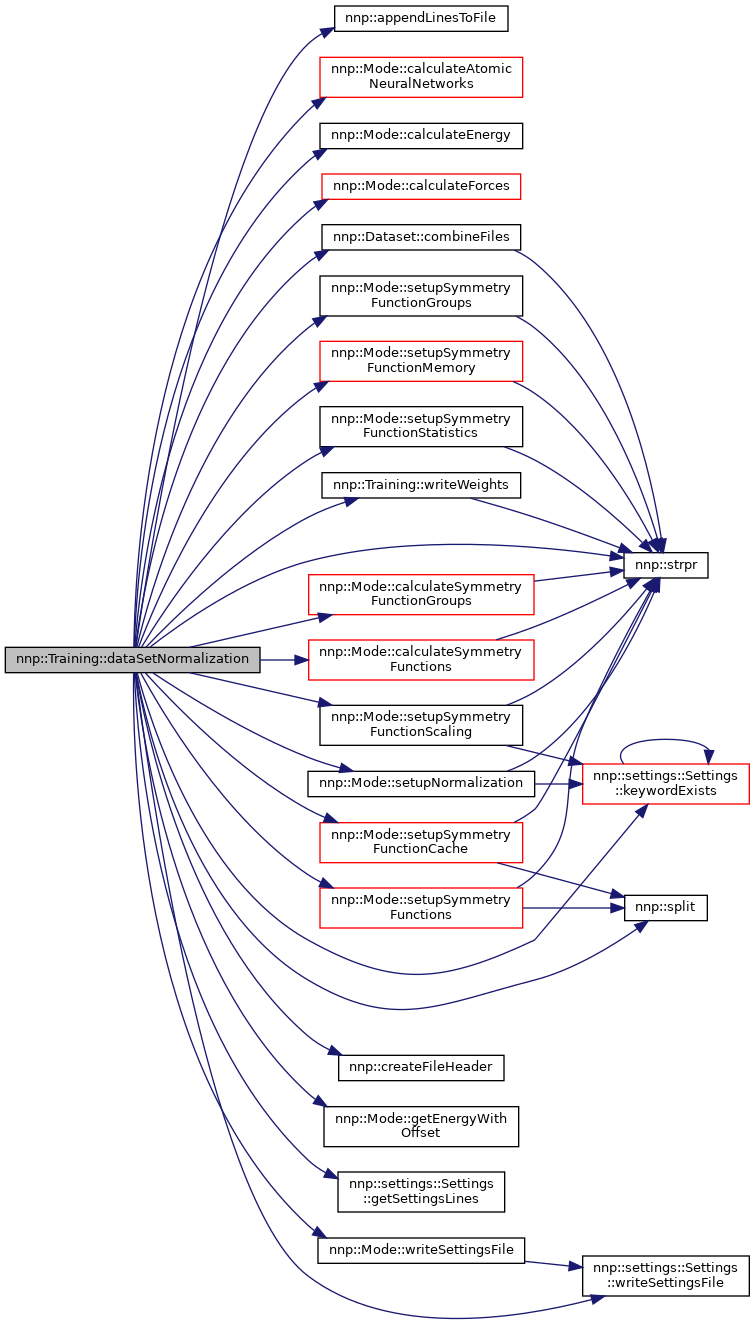 nnp::appendLinesToFile
nnp::Mode::calculateAtomic
NeuralNetworks
nnp::Mode::calculateEnergy
nnp::Mode::calculateForces
nnp::Dataset::combineFiles
nnp::Mode::setupSymmetry
FunctionGroups
nnp::Mode::setupSymmetry
FunctionMemory
nnp::Mode::setupSymmetry
FunctionStatistics
nnp::Training::writeWeights
nnp::strpr
nnp::Mode::calculateSymmetry
FunctionGroups
nnp::Training::dataSetNormalization
nnp::Mode::calculateSymmetry
Functions
nnp::Mode::setupSymmetry
FunctionScaling
nnp::Mode::setupNormalization
nnp::settings::Settings
::keywordExists
nnp::Mode::setupSymmetry
FunctionCache
nnp::Mode::setupSymmetry
Functions
nnp::split
nnp::createFileHeader
nnp::Mode::getEnergyWith
Offset
nnp::settings::Settings
::getSettingsLines
nnp::Mode::writeSettingsFile
nnp::settings::Settings
::writeSettingsFile